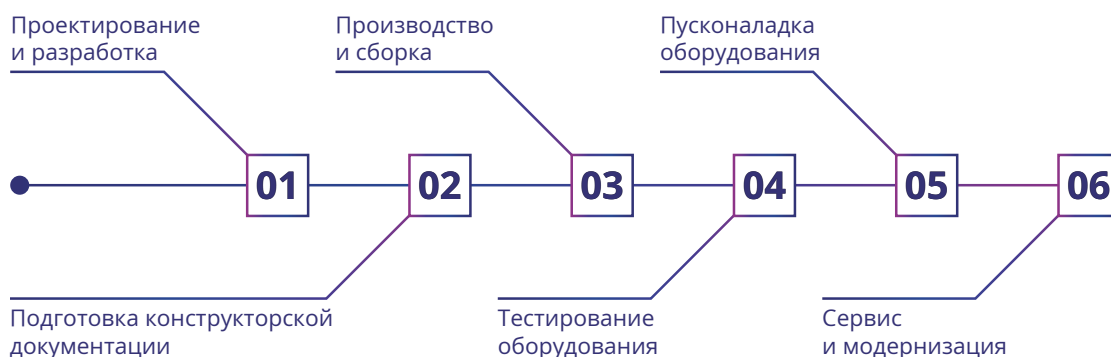 Проектирование
и разработка
Производство
и сборка
Пусконаладка
оборудования
01
02
03
04
05
06
Подготовка конструкторской
документации
Тестирование
оборудования
Сервис
и модернизация